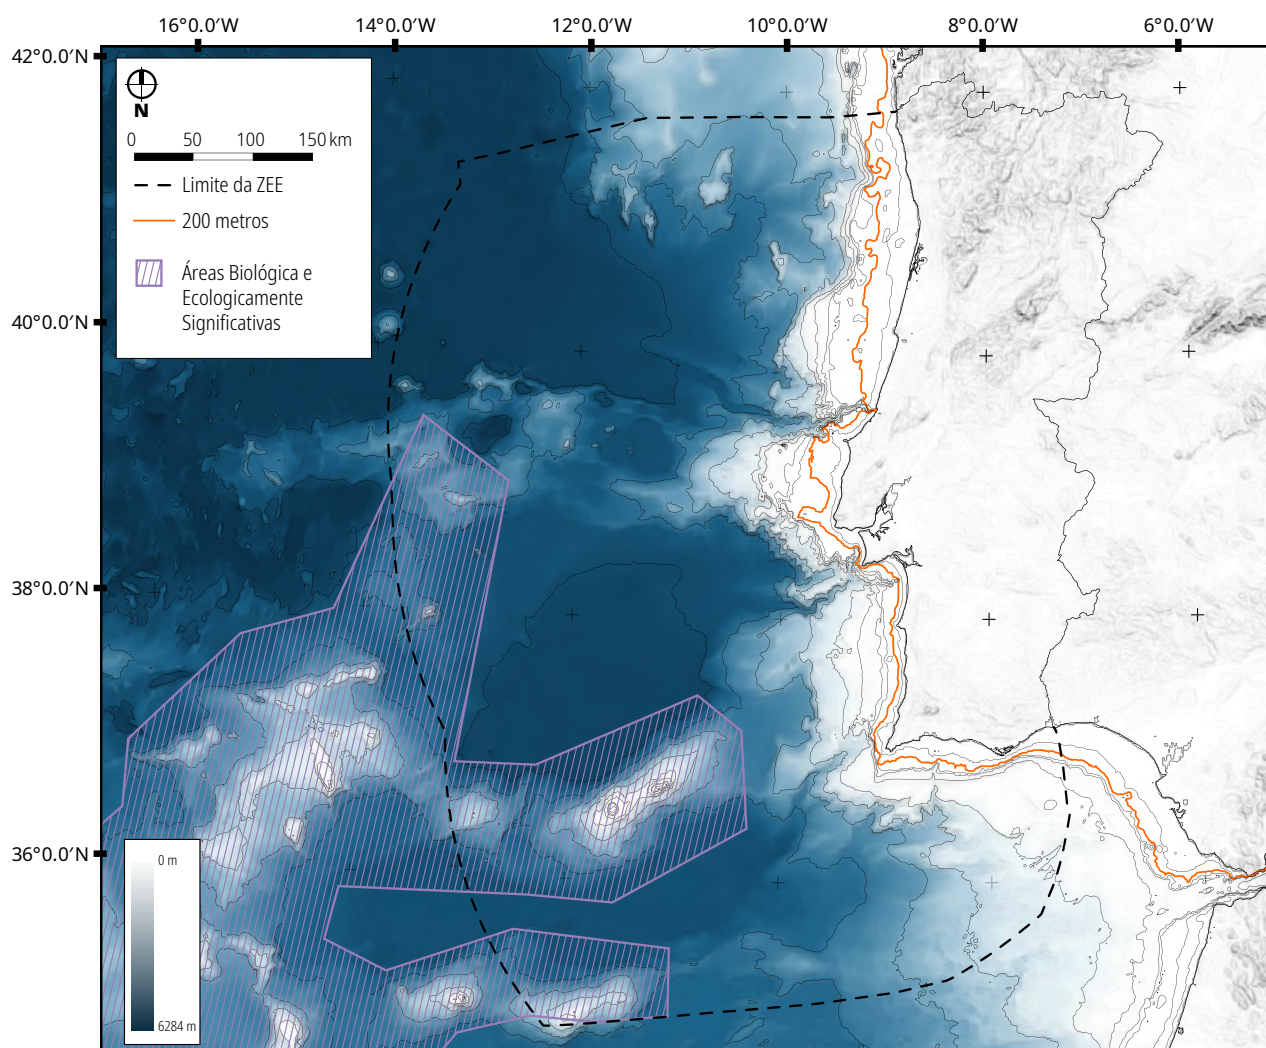 16°0.0′W 14°0.0′W 12°0.0′W 10°0.0′W 8°0.0′W 6°0.0′W
42°0.0′N
40°0.0′N
38°0.0′N
36°0.0′N
N
0 50 100 150 km
Limite da ZEE
200 metros
Áreas Biológica e
Ecologicamente
Significativas
0 m
6284 m